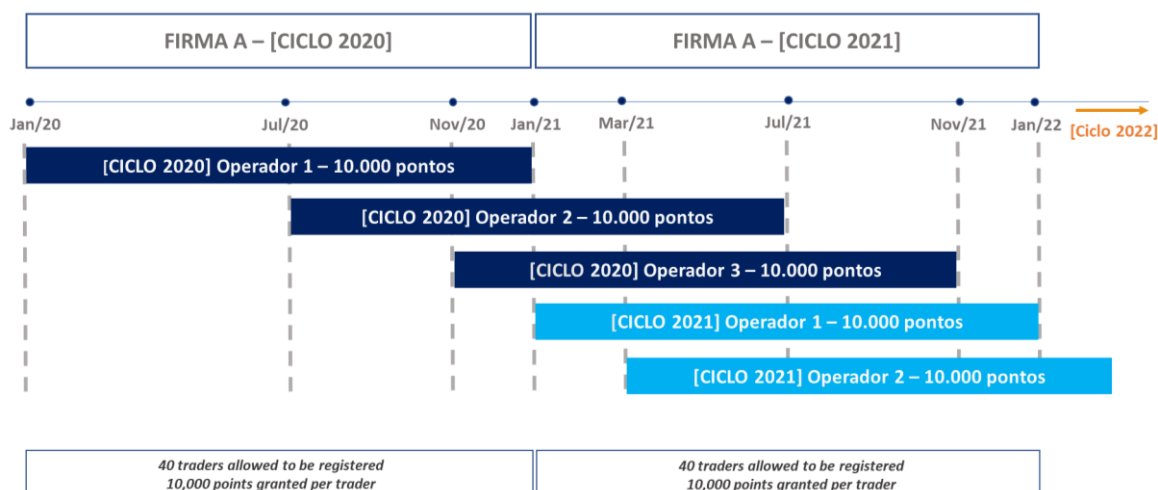 FIRMA A – [CICLO 2020]
FIRMA A – [CICLO 2021]
Jan/20
Jul/20
Nov/20
Jan/21
Mar/21
Jul/21
Nov/21
Jan/22
[Ciclo 2022]
[CICLO 2020] Operador 1 – 10.000 pontos
[CICLO 2020] Operador 2 – 10.000 pontos
[CICLO 2020] Operador 3 – 10.000 pontos
[CICLO 2021] Operador 1 – 10.000 pontos
[CICLO 2021] Operador 2 – 10.000 pontos
40 traders allowed to be registered
10,000 points granted per trader
40 traders allowed to be registered
10,000 points granted per trader